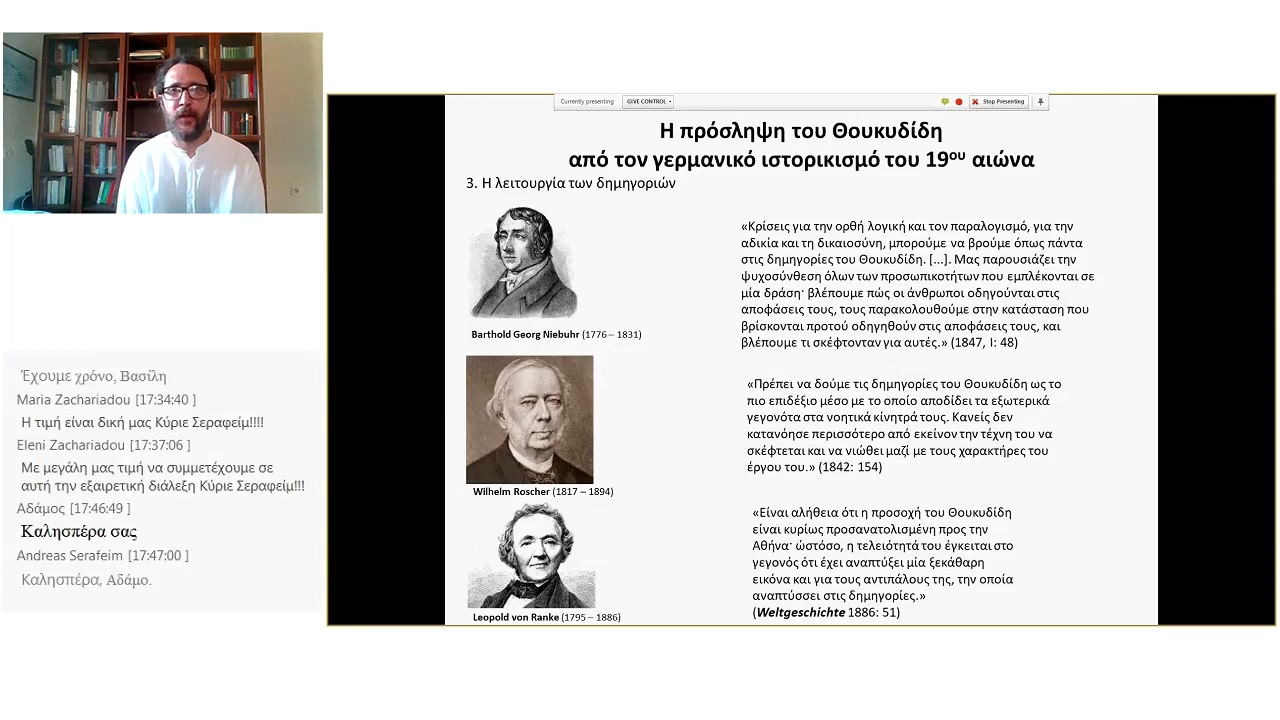 Currently presenting
GIVE CONTROL
Stop Presenting
Η πρόσληψη του Θουκυδίδη
από τον γερμανικό ιστορικισμό του 19ου αιώνα
3. Η λειτουργία των δημηγοριών
Barthold Georg Niebuhr (1776 – 1831)
«Κρίσεις για την ορθή λογική και τον παραλογισμό, για την
αδικία και τη δικαιοσύνη, μπορούμε να βρούμε όπως πάντα
στις δημηγορίες του Θουκυδίδη. [...]. Μας παρουσιάζει την
ψυχοσύνθεση όλων των προσωπικοτήτων που εμπλέκονται σε
μία δράση· βλέπουμε πώς οι άνθρωποι οδηγούνται στις
αποφάσεις τους, τους παρακολουθούμε στην κατάσταση που
βρίσκονται προτού οδηγηθούν στις αποφάσεις τους, και
βλέπουμε τι σκέφτονταν για αυτές.» (1847, I: 48)
Wilhelm Roscher (1817 – 1894)
«Πρέπει να δούμε τις δημηγορίες του Θουκυδίδη ως το
πιο επιδέξιο μέσο με το οποίο αποδίδει τα εξωτερικά
γεγονότα στα νοητικά κίνητρά τους. Κανείς δεν
κατανόησε περισσότερο από εκείνον την τέχνη του να
σκέφτεται και να νιώθει μαζί με τους χαρακτήρες του
έργου του.» (1842: 154)
Leopold von Ranke (1795 – 1886)
«Είναι αλήθεια ότι η προσοχή του Θουκυδίδη
είναι κυρίως προσανατολισμένη προς την
Αθήνα· ώστόσο, η τελειότητά του έγκειται στο
γεγονός ότι έχει αναπτύξει μία ξεκάθαρη
εικόνα και για τους αντιπάλους της, την οποία
αναπτύσσει στις δημηγορίες.»
(Weltgeschichte 1886: 51)
Έχουμε χρόνο, Βασίλη
Maria Zachariadou [17:34:40 ]
Η τιμή είναι δική μας Κύριε Σεραφείμ!!!!
Eleni Zachariadou [17:37:06 ]
Με μεγάλη μας τιμή να συμμετέχουμε σε
αυτή την εξαιρετική διάλεξη Κύριε Σεραφείμ!!!
Αδάμος [17:46:49 ]
Καλησπέρα σας
Andreas Serafeim [17:47:00 ]
Καλησπέρα, Αδάμο.